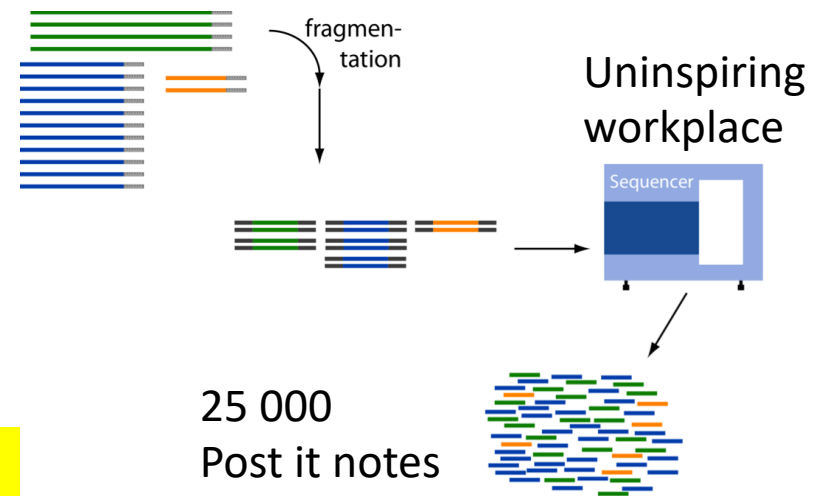 fragmen-
tation
Uninspiring
workplace
Sequencer
25 000
Post it notes